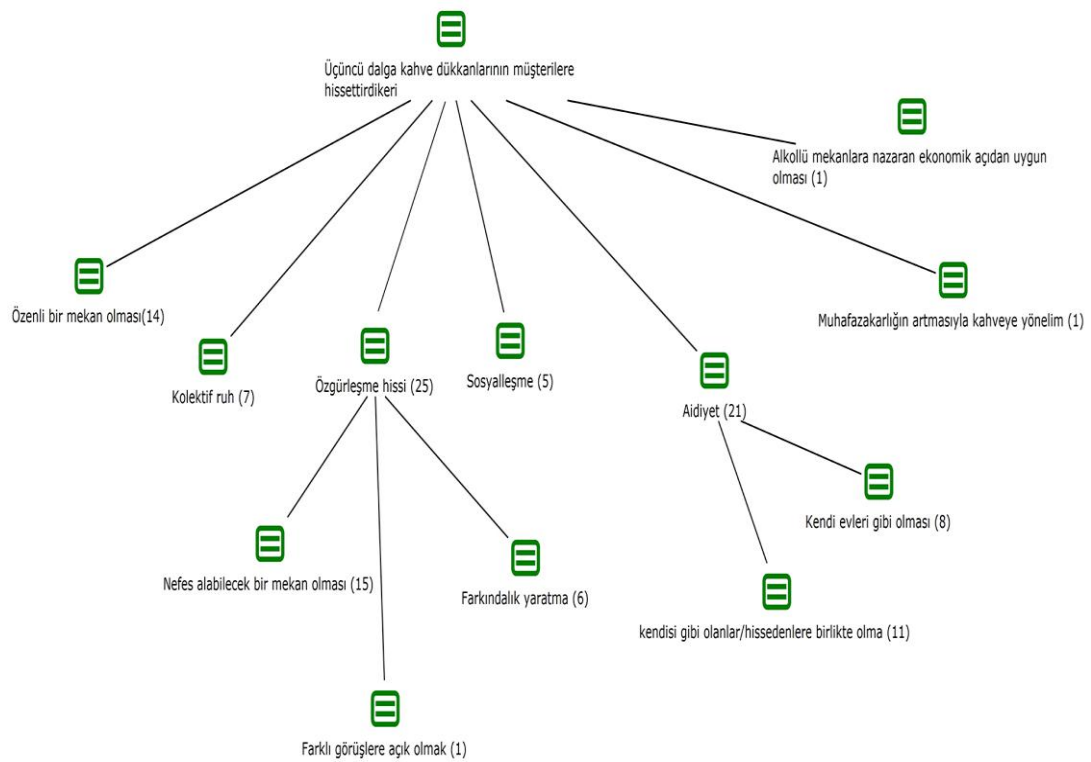 Üçüncü dalga kahve dükkanlarının müşterilere
hissettirdikeri
Alkollü mekanlara nazaran ekonomik açıdan uygun
olması (1)
Özenli bir mekan olması(14)
Muhafazakarlığın artmasıyla kahveye yönelim (1)
Kolektif ruh (7)
Özgürleşme hissi (25)
Sosyalleşme (5)
Aidiyet (21)
Kendi evleri gibi olması (8)
Nefes alabilecek bir mekan olması (15)
Farkındalık yaratma (6)
kendisi gibi olanlar/hissedenlere birlikte olma (11)
Farklı görüşlere açık olmak (1)